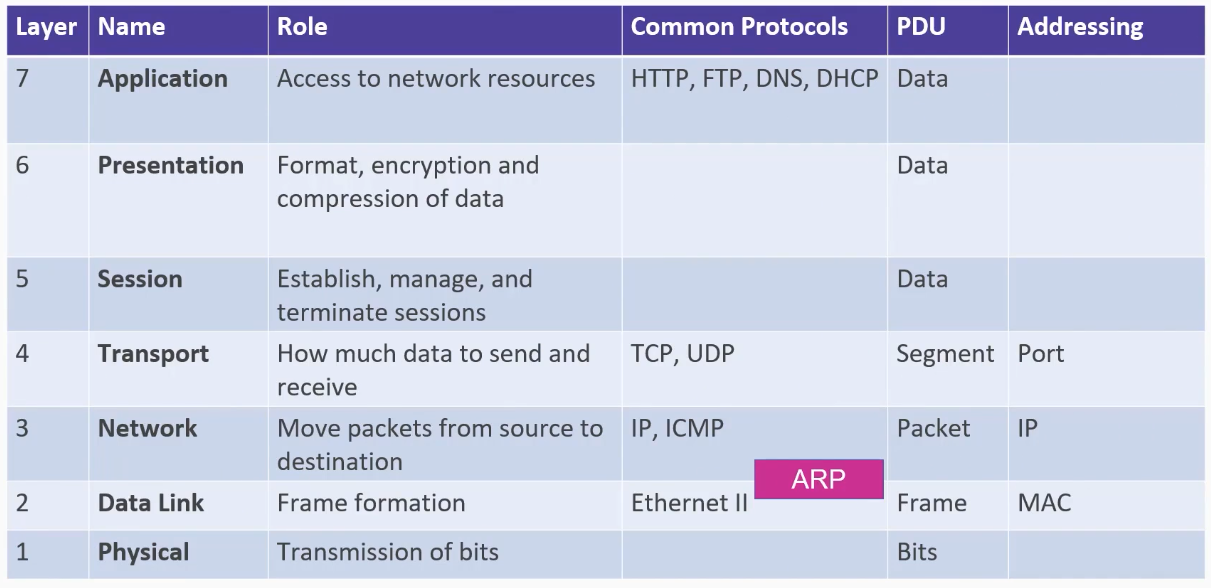 Layer Name Role Common Protocols PDU Addressing
7 Application Access to network resources HTTP, FTP, DNS, DHCP Data
6 Presentation Format, encryption and Data
compression of data
5 Session Establish, manage, and Data
terminate sessions
4 Transport How much data to send and TCP, UDP Segment Port
receive
3 Network Move packets from source to IP, ICMP Packet IP
destination
ARP
2 Data Link Frame formation Ethernet II Frame MAC
1 Physical Transmission of bits Bits